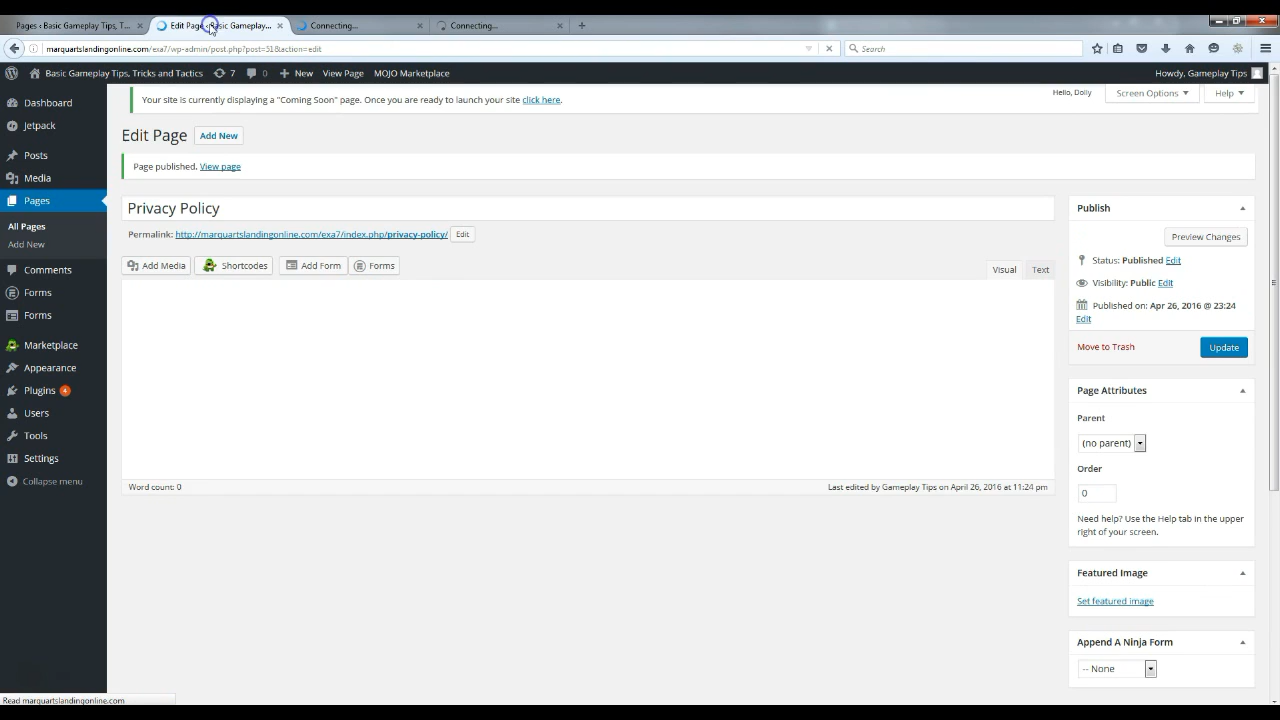 Pages ‹ Basic Gameplay Tips, T...
Edit Page ‹ Basic Gameplay...
Connecting...
Connecting...
marquartslandingonline.com/exa7/wp-admin/post.php?post=51&action=edit
Search
Basic Gameplay Tips, Tricks and Tactics
7
0
New
View Page
MOJO Marketplace
Howdy, Gameplay Tips
Dashboard
Jetpack
Posts
Media
Pages
All Pages
Add New
Comments
Forms
Forms
Marketplace
Appearance
Plugins 4
Users
Tools
Settings
Collapse menu
Your site is currently displaying a "Coming Soon" page. Once you are ready to launch your site click here.
Hello, Dolly
Screen Options
Help
Edit Page
Add New
Page published. View page
Privacy Policy
Permalink: http://marquartslandingonline.com/exa7/index.php/privacy-policy/
Edit
Add Media
Shortcodes
Add Form
Forms
Visual
Text
Word count: 0
Last edited by Gameplay Tips on April 26, 2016 at 11:24 pm
Publish
Preview Changes
Status: Published Edit
Visibility: Public Edit
Published on: Apr 26, 2016 @ 23:24
Edit
Move to Trash
Update
Page Attributes
Parent
(no parent)
Order
0
Need help? Use the Help tab in the upper
right of your screen.
Featured Image
Set featured image
Append A Ninja Form
-- None
Read marquartslandingonline.com